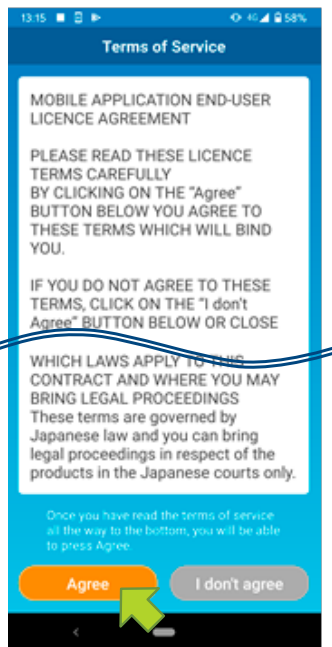 13:15 4G 58%
Terms of Service
MOBILE APPLICATION END-USER
LICENCE AGREEMENT
PLEASE READ THESE LICENCE
TERMS CAREFULLY
BY CLICKING ON THE "Agree"
BUTTON BELOW YOU AGREE TO
THESE TERMS WHICH WILL BIND
YOU.
IF YOU DO NOT AGREE TO THESE
TERMS, CLICK ON THE "I don't
Agree" BUTTON BELOW OR CLOSE
WHICH LAWS APPLY TO THIS
CONTRACT AND WHERE YOU MAY
BRING LEGAL PROCEEDINGS
These terms are governed by
Japanese law and you can bring
legal proceedings in respect of the
products in the Japanese courts only.
Once you have read the terms of service
all the way to the bottom, you will be able
to press Agree.
Agree I don't agree